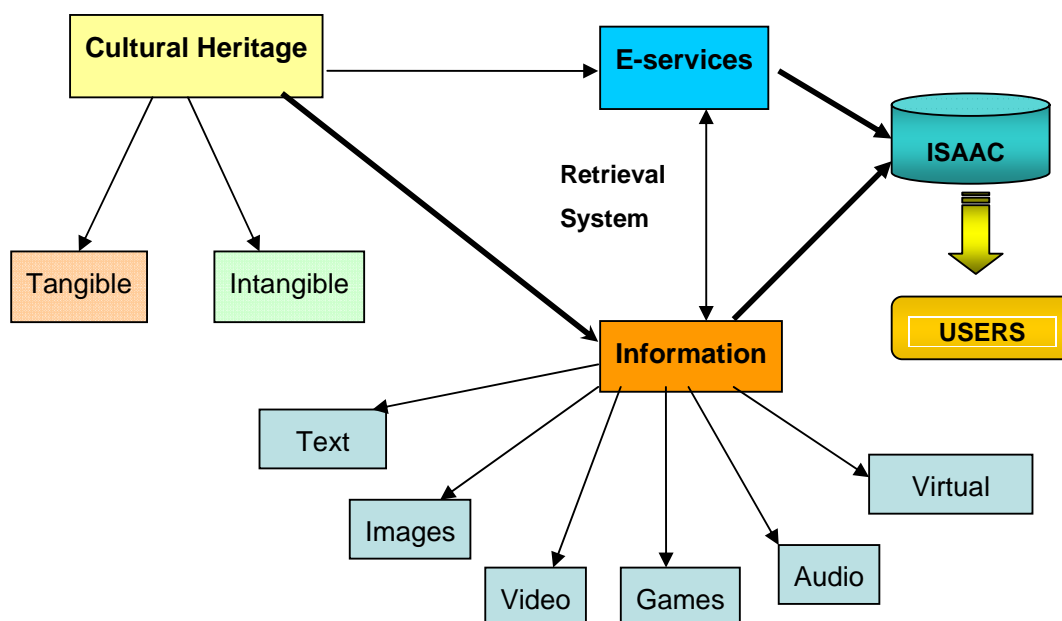 Cultural Heritage
E-services
ISAAC
Retrieval
System
Tangible
Intangible
USERS
Information
Text
Virtual
Images
Audio
Video
Games